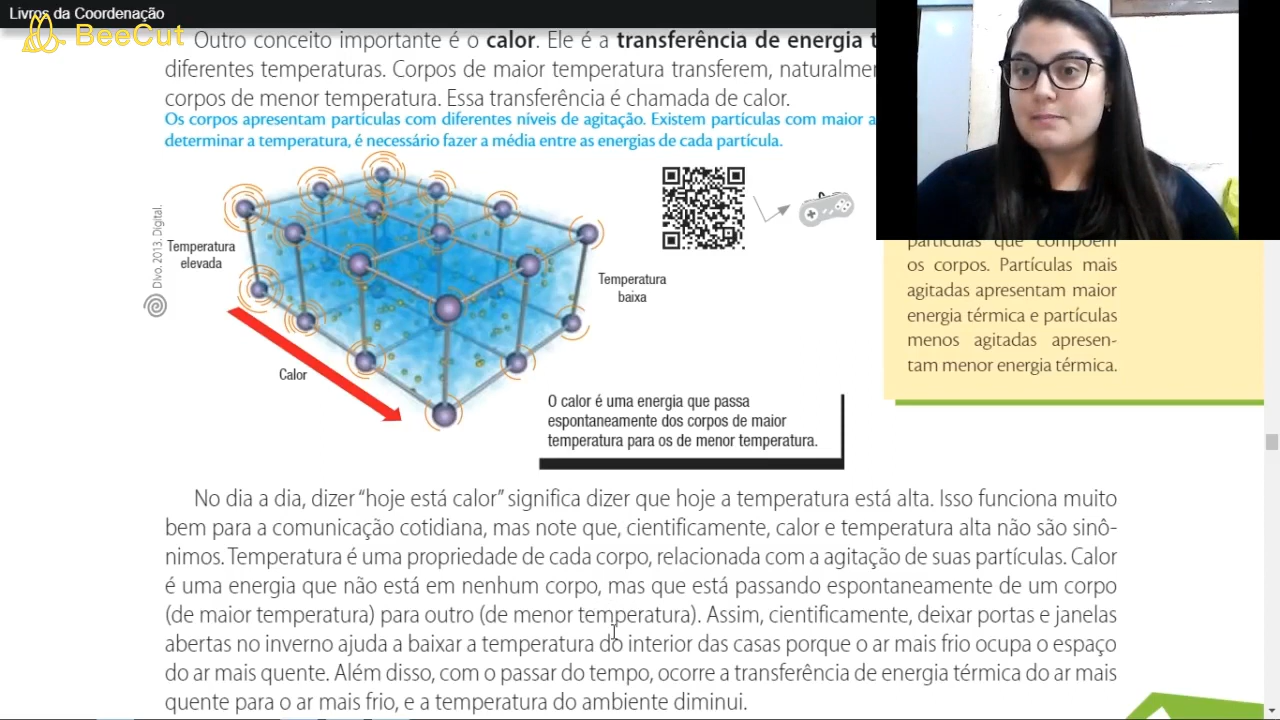 Livros da Coordenação
BeeCut
Outro conceito importante é o calor. Ele é a transferência de energia t
diferentes temperatura. Corpos de maior temperatura transferem, naturalmen
corpos de menor temperatura. Essa transferência é chamada de calor.
Os corpos apresentam partículas com diferentes níveis de agitação. Existem partículas com maior a
determinar a temperatura, é necessário fazer a média entre as energias de cada partícula.
Divo. 2013. Digital.
Temperatura
elevada
Temperatura
baixa
Calor
O calor é uma energia que passa
espontaneamente dos corpos de maior
temperatura para os de menor temperatura.
partículas que compõem
os corpos. Partículas mais
agitadas apresentam maior
energia térmica e partículas
menos agitadas apresen-
tam menor energia térmica.
No dia a dia, dizer “hoje está calor” significa dizer que hoje a temperatura está alta. Isso funciona muito
bem para a comunicação cotidiana, mas note que, cientificamente, calor e temperatura alta não são sinô-
nimos. Temperatura é uma propriedade de cada corpo, relacionada com a agitação de suas partículas. Calor
é uma energia que não está em nenhum corpo, mas que está passando espontaneamente de um corpo
(de maior temperatura) para outro (de menor temperatura). Assim, cientificamente, deixar portas e janelas
abertas no inverno ajuda a baixar a temperatura do interior das casas porque o ar mais frio ocupa o espaço
do ar mais quente. Além disso, com o passar do tempo, ocorre a transferência de energia térmica do ar mais
quente para o ar mais frio, e a temperatura do ambiente diminui.